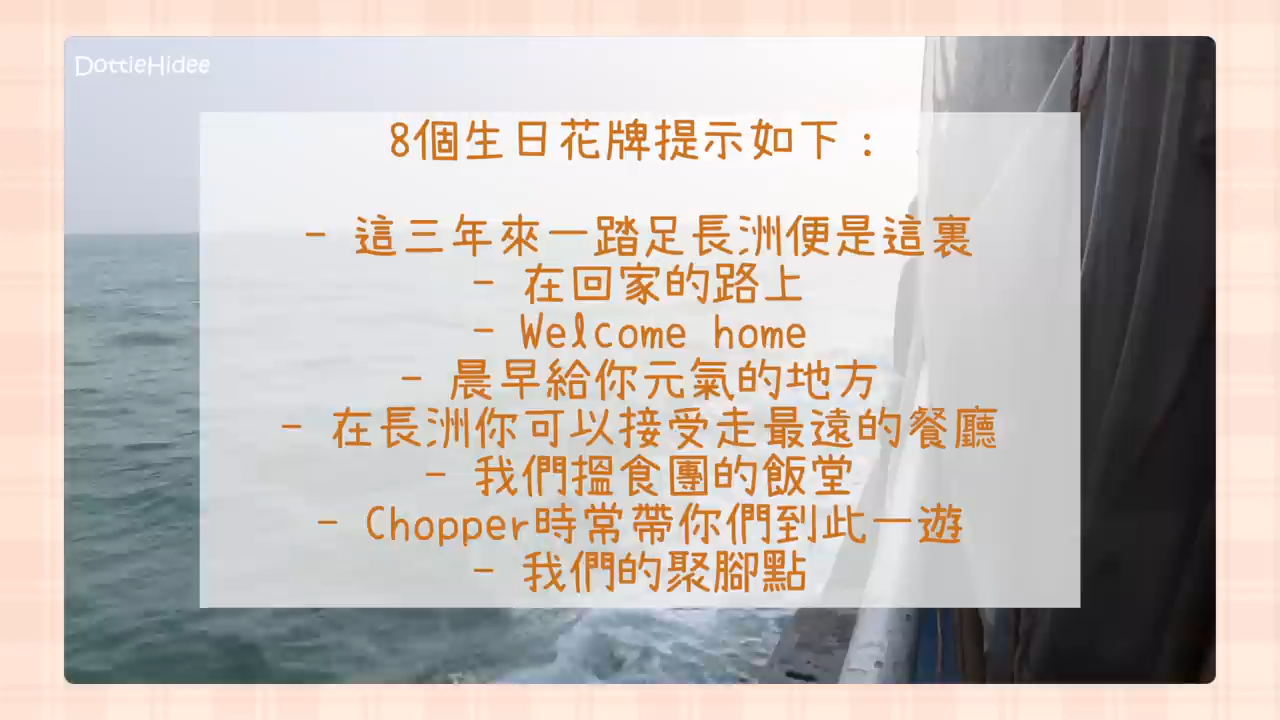 DottieHidee
8個生日花牌提示如下：
- 這三年來一踏足長洲便是這裏
- 在回家的路上
- Welcome home
- 晨早給你元氣的地方
- 在長洲你可以接受走最遠的餐廳
- 我們搵食團的飯堂
- Chopper時常帶你們到此一遊
- 我們的聚腳點